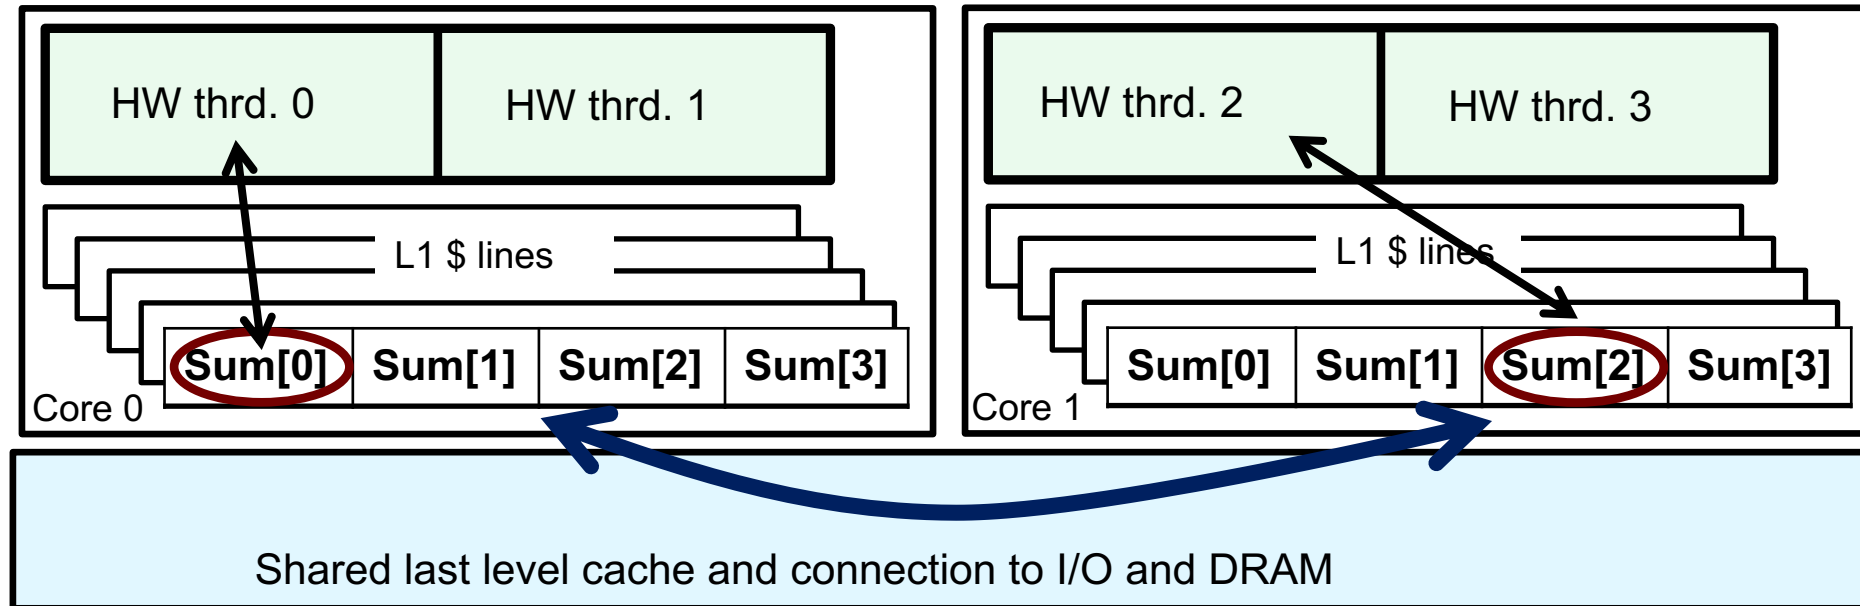 HW thrd. 0
HW thrd. 1
L1 $ lines
Sum[0] Sum[1] Sum[2] Sum[3]
Core 0
HW thrd. 2
HW thrd. 3
L1 $ lines
Sum[0] Sum[1] Sum[2] Sum[3]
Core 1
Shared last level cache and connection to I/O and DRAM